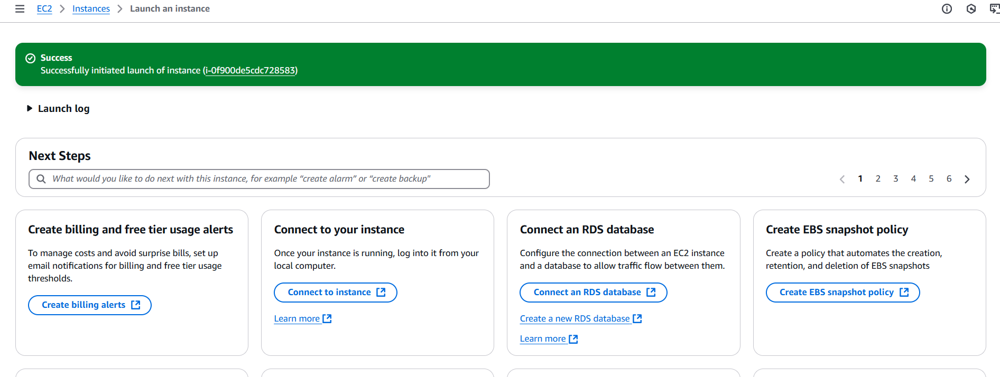 EC2 > Instances > Launch an instance
Success
Successfully initiated launch of instance (i-0f900de5cdc728583)
Launch log
Next Steps
What would you like to do next with this instance, for example “create alarm” or “create backup"
1 2 3 4 5 6
Create billing and free tier usage alerts
To manage costs and avoid surprise bills, set up
email notifications for billing and free tier usage
thresholds.
Create billing alerts
Connect to your instance
Once your instance is running, log into it from your
local computer.
Connect to instance
Learn more
Connect an RDS database
Configure the connection between an EC2 instance
and a database to allow traffic flow between them.
Connect an RDS database
Create a new RDS database
Learn more
Create EBS snapshot policy
Create a policy that automates the creation,
retention, and deletion of EBS snapshots
Create EBS snapshot policy